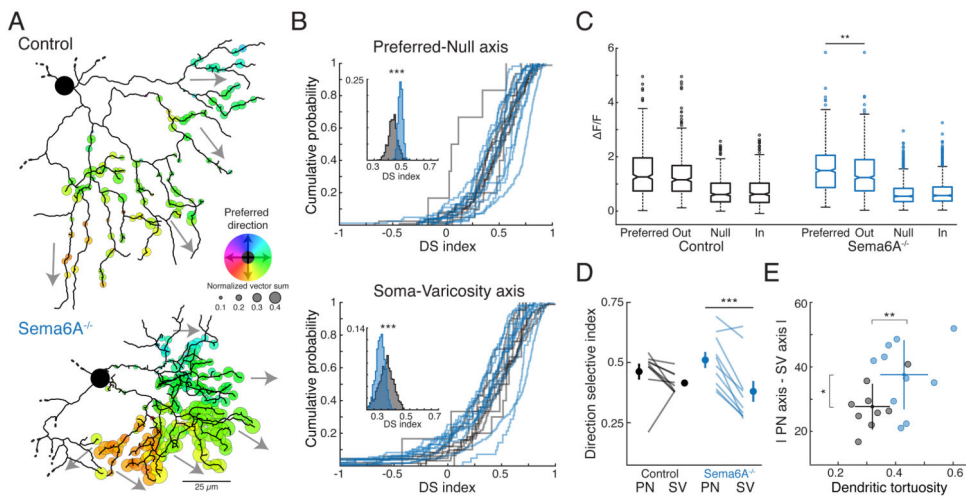 A
Control
Preferred
direction
Normalized vector sum
0.1 0.2 0.3 0.4
Sema6A-/-
25 µm
B
Preferred-Null axis
Cumulative probability
1
0.8
0.6
0.4
0.2
0
-1 -0.5 0 0.5 1
DS index
0.25
***
0.3 0.5 0.7
DS index
Soma-Varicosity axis
Cumulative probability
1
0.8
0.6
0.4
0.2
0
-1 -0.5 0 0.5 1
DS index
0.14
***
0.3 0.5 0.7
DS index
C
ΔF/F
6
4
2
0
**
Preferred Out Null In
Control
Preferred Out Null In
Sema6A-/-
D
Direction selective index
0.75
0.5
0.25
***
Control
PN SV
Sema6A-/-
PN SV
E
| PN axis - SV axis |
60
40
20
**
*
0.2 0.4 0.6
Dendritic tortuosity